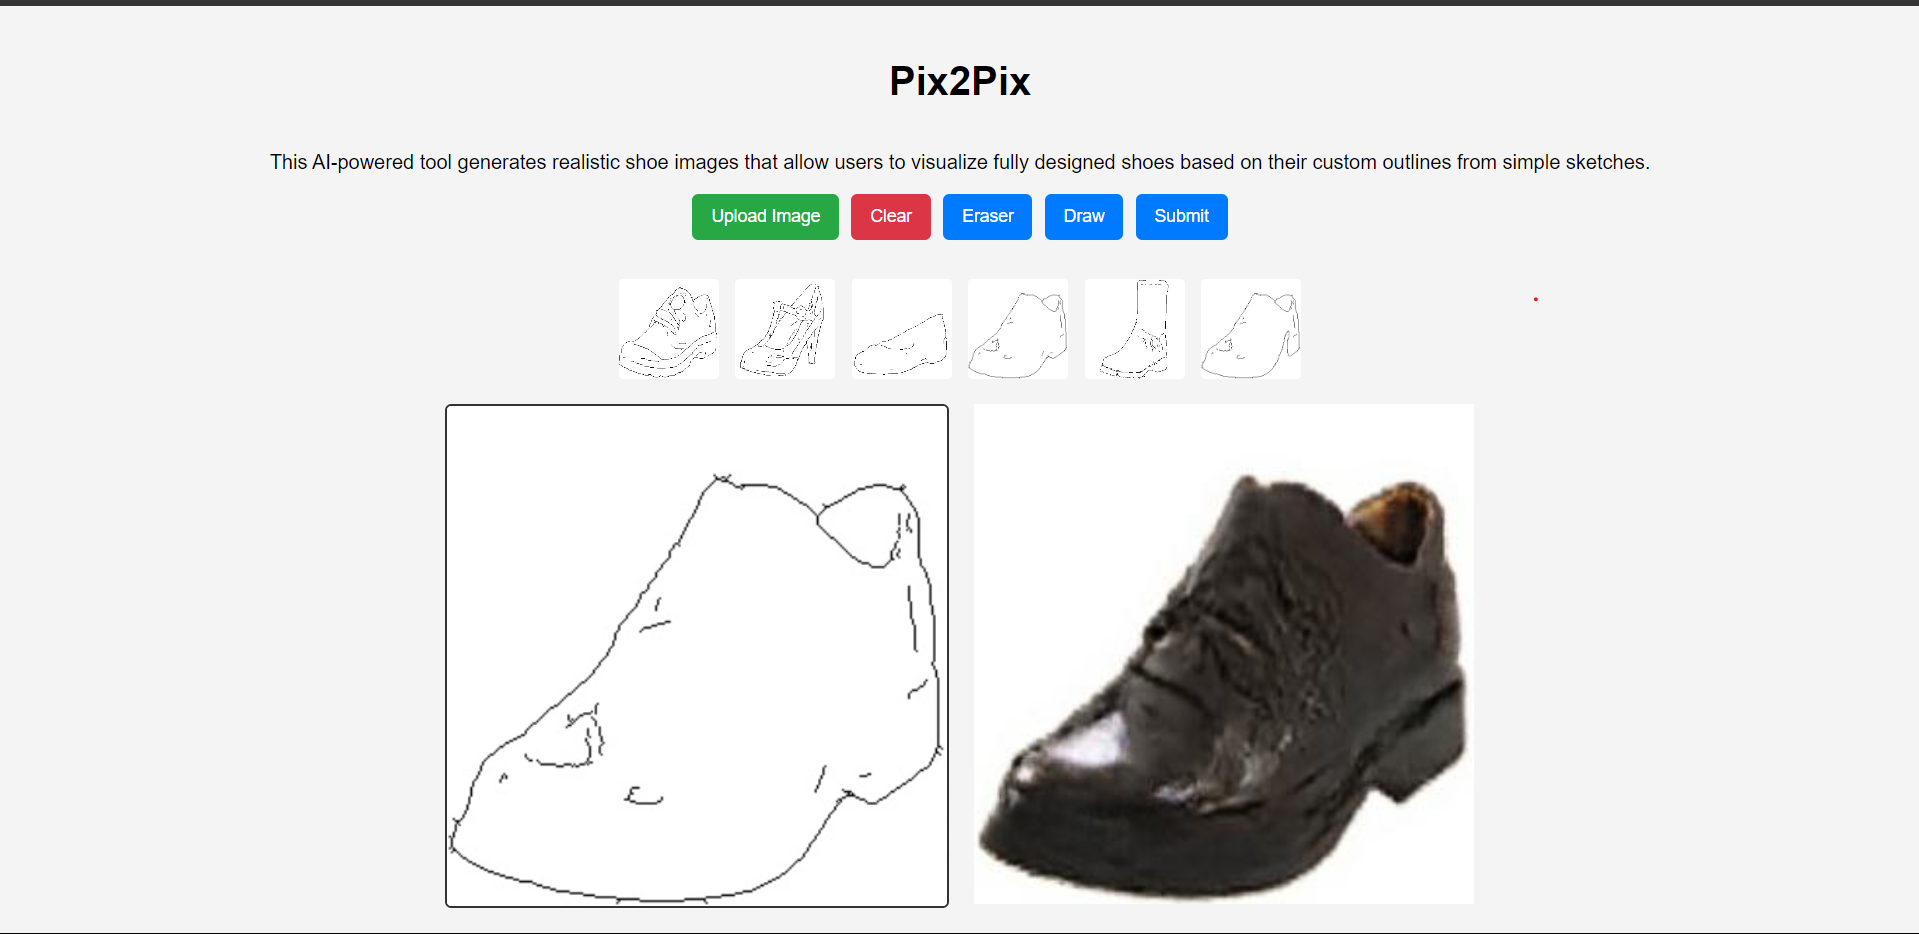 Pix2Pix
This AI-powered tool generates realistic shoe images that allow users to visualize fully designed shoes based on their custom outlines from simple sketches.
Upload Image Clear Eraser Draw Submit